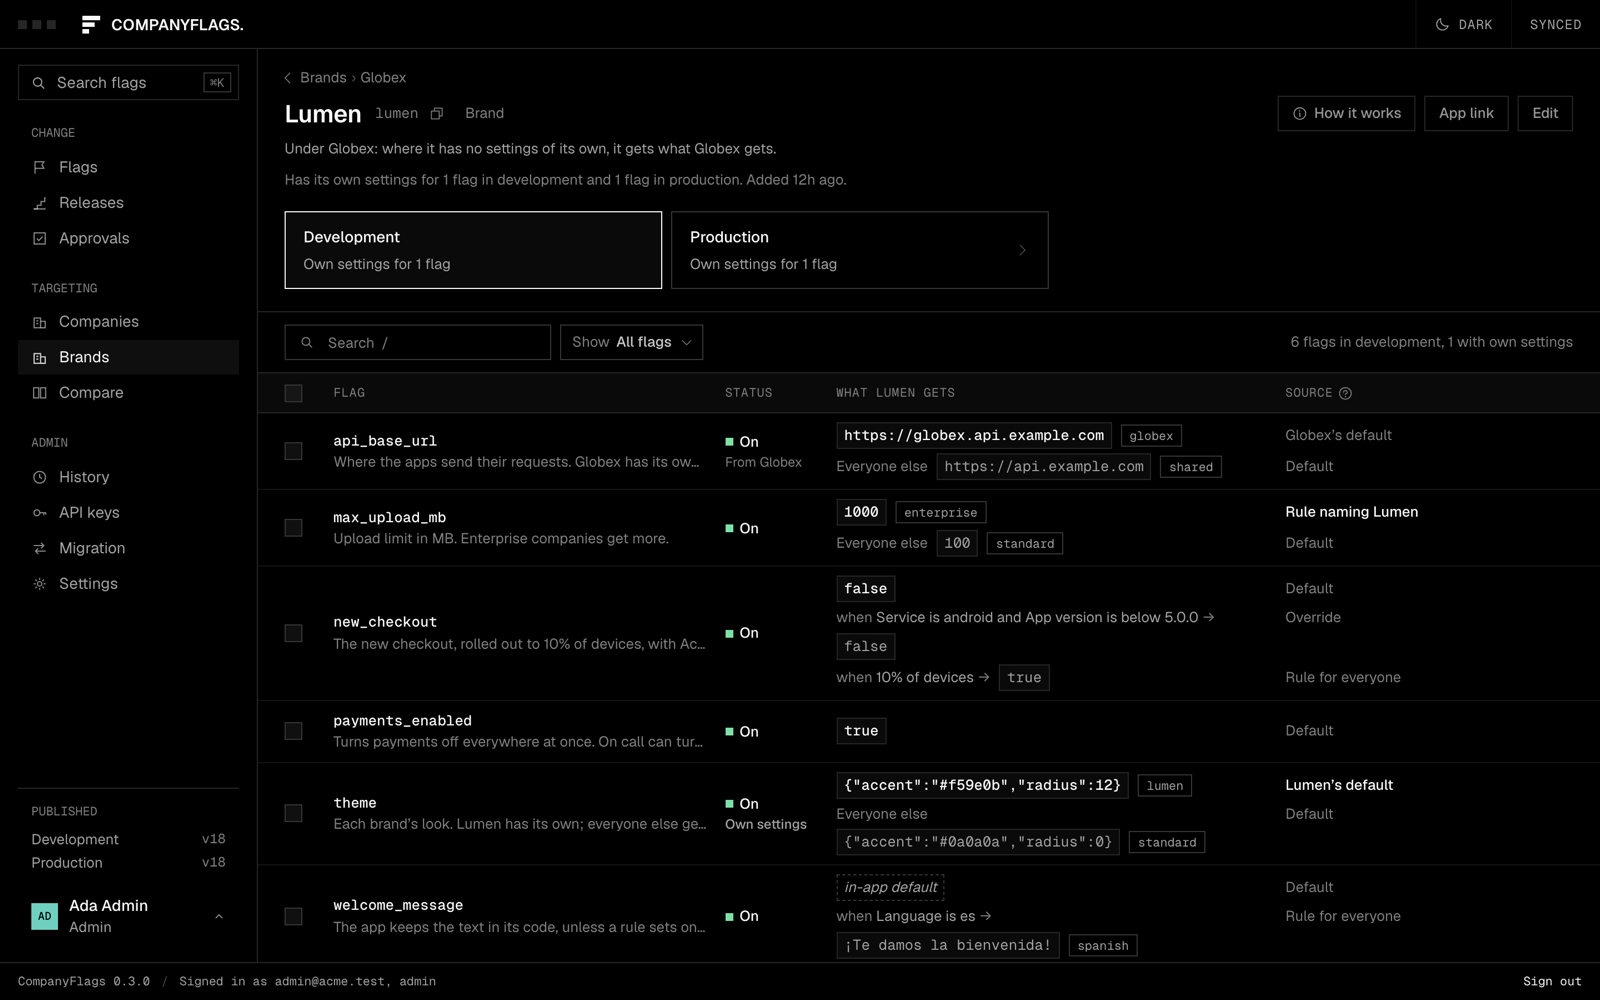 COMPANYFLAGS.
DARK
SYNCED
Search flags
⌘K
CHANGE
Flags
Releases
Approvals
TARGETING
Companies
Brands
Compare
ADMIN
History
API keys
Migration
Settings
PUBLISHED
Development v18
Production v18
AD
Ada Admin
Admin
Brands › Globex
Lumen lumen Brand
How it works
App link
Edit
Under Globex: where it has no settings of its own, it gets what Globex gets.
Has its own settings for 1 flag in development and 1 flag in production. Added 12h ago.
Development
Own settings for 1 flag
Production
Own settings for 1 flag
Search /
Show All flags
6 flags in development, 1 with own settings
FLAG STATUS WHAT LUMEN GETS SOURCE
api_base_url
Where the apps send their requests. Globex has its ow…
On
From Globex
https://globex.api.example.com globex Globex’s default
Everyone else https://api.example.com shared Default
max_upload_mb
Upload limit in MB. Enterprise companies get more.
On
1000 enterprise Rule naming Lumen
Everyone else 100 standard Default
new_checkout
The new checkout, rolled out to 10% of devices, with Ac…
On
false Default
when Service is android and App version is below 5.0.0 → Override
false
when 10% of devices → true Rule for everyone
payments_enabled
Turns payments off everywhere at once. On call can tur…
On
true Default
theme
Each brand’s look. Lumen has its own; everyone else ge…
On
Own settings
{"accent":"#f59e0b","radius":12} lumen Lumen’s default
Everyone else Default
{"accent":"#0a0a0a","radius":0} standard
welcome_message
The app keeps the text in its code, unless a rule sets on…
On
in-app default Default
when Language is es → Rule for everyone
¡Te damos la bienvenida! spanish
CompanyFlags 0.3.0 / Signed in as admin@acme.test, admin
Sign out